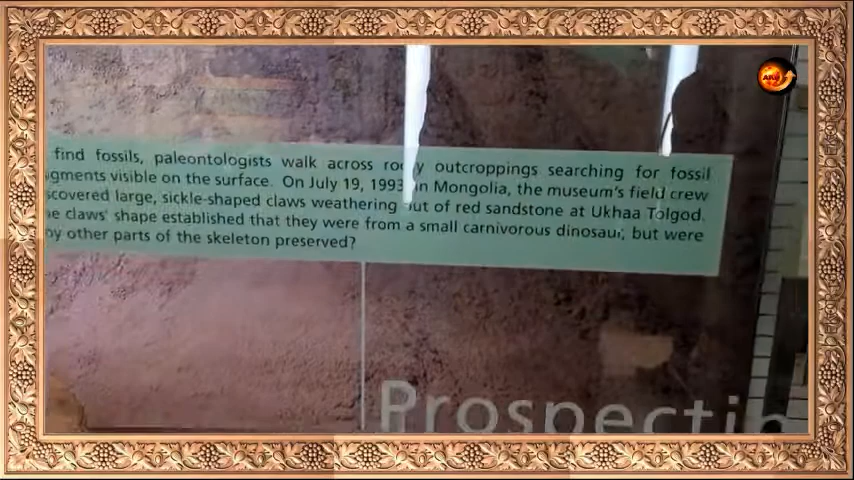 find fossils, paleontologists walk across rocky outcroppings searching for fossil
gments visible on the surface. On July 19, 1993 in Mongolia, the museum's field crew
scovered large, sickle-shaped claws weathering out of red sandstone at Ukhaa Tolgod.
e claws' shape established that they were from a small carnivorous dinosaur, but were
ny other parts of the skeleton preserved?
Prospectin